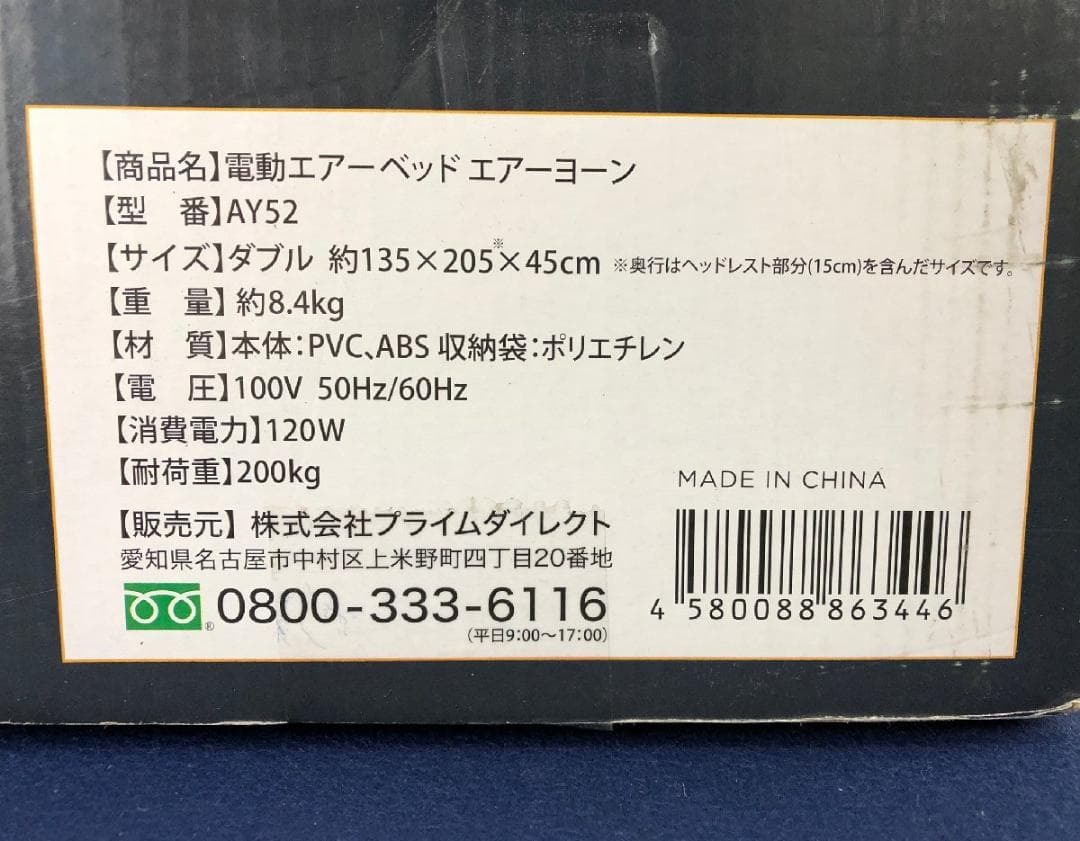 【商品名】電動エアーベッド エアーヨーン
【型　番】AY52
【サイズ】ダブル 約135×205※×45cm ※奥行はヘッドレスト部分(15cm)を含んだサイズです。
【重　量】約8.4kg
【材　質】本体：PVC、ABS 収納袋：ポリエチレン
【電　圧】100V 50Hz/60Hz
【消費電力】120W
【耐荷重】200kg
MADE IN CHINA
【販売元】株式会社プライムダイレクト
愛知県名古屋市中村区上米野町四丁目20番地
0800-333-6116
(平日9:00〜17:00)
4 580088 863446